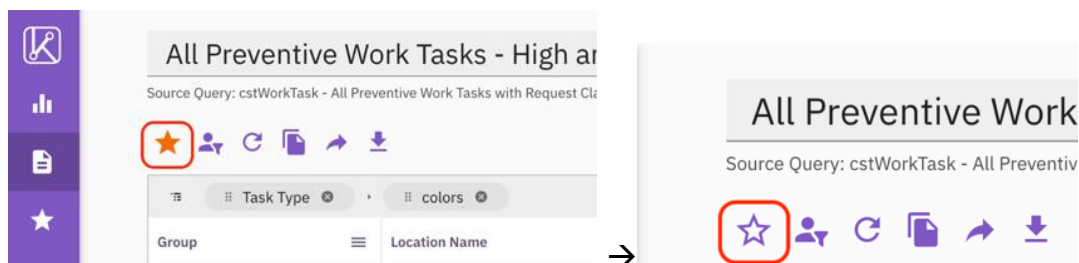 All Preventive Work Tasks - High an
Source Query: cstWorkTask - All Preventive Work Tasks with Request Cla
Task Type
colors
Group
Location Name
→
All Preventive Work
Source Query: cstWorkTask - All Preventiv